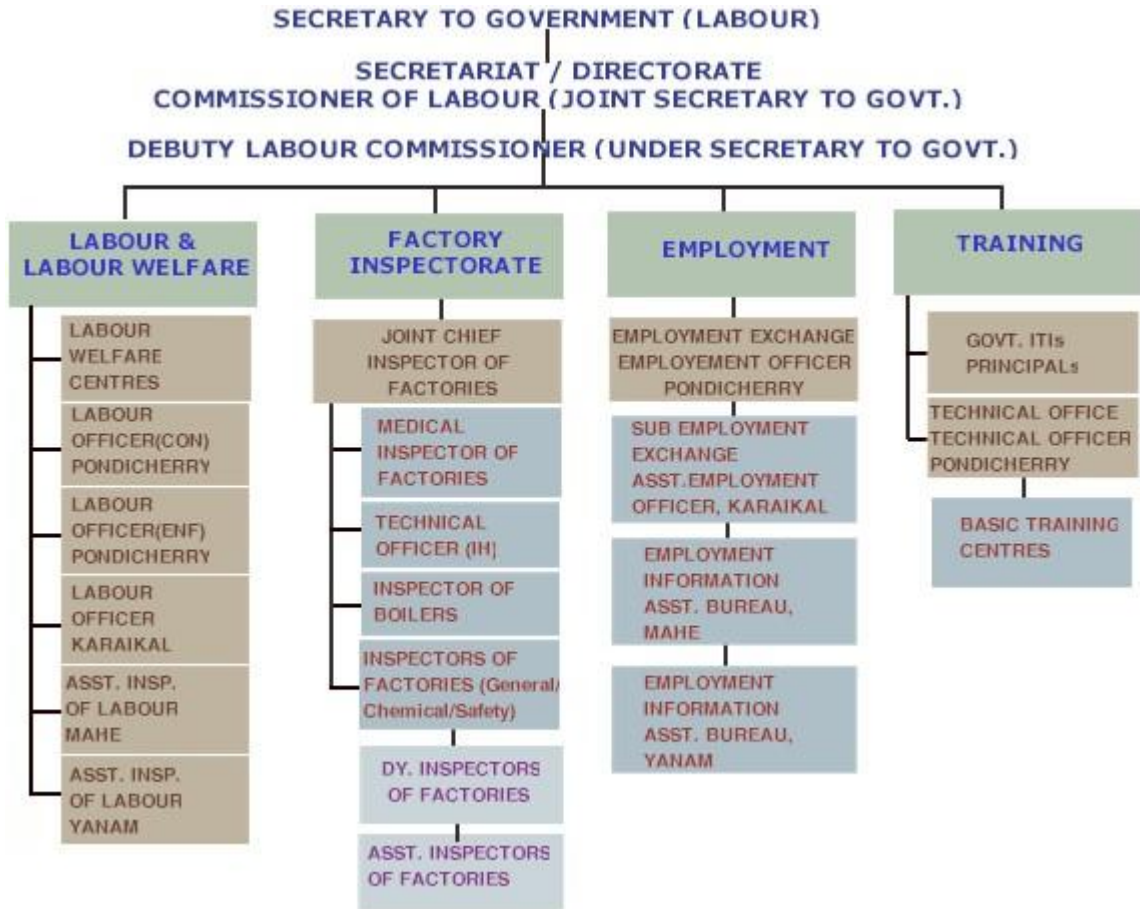 SECRETARY TO GOVERNMENT (LABOUR)
SECRETARIAT / DIRECTORATE
COMMISSIONER OF LABOUR (JOINT SECRETARY TO GOVT.)
DEBUTY LABOUR COMMISSIONER (UNDER SECRETARY TO GOVT.)
LABOUR &
LABOUR WELFARE
LABOUR
WELFARE
CENTRES
LABOUR
OFFICER(CON)
PONDICHERRY
LABOUR
OFFICER(ENF)
PONDICHERRY
LABOUR
OFFICER
KARAIKAL
ASST. INSP.
OF LABOUR
MAHE
ASST. INSP.
OF LABOUR
YANAM
FACTORY
INSPECTORATE
JOINT CHIEF
INSPECTOR OF
FACTORIES
MEDICAL
INSPECTOR OF
FACTORIES
TECHNICAL
OFFICER (IH)
INSPECTOR OF
BOILERS
INSPECTORS OF
FACTORIES (General/
Chemical/Safety)
DY. INSPECTORS
OF FACTORIES
ASST. INSPECTORS
OF FACTORIES
EMPLOYMENT
EMPLOYMENT EXCHANGE
EMPLOYEMENT OFFICER
PONDICHERRY
SUB EMPLOYMENT
EXCHANGE
ASST.EMPLOYMENT
OFFICER, KARAIKAL
EMPLOYMENT
INFORMATION
ASST. BUREAU,
MAHE
EMPLOYMENT
INFORMATION
ASST. BUREAU,
YANAM
TRAINING
GOVT. ITIs
PRINCIPALs
TECHNICAL OFFICE
TECHNICAL OFFICER
PONDICHERRY
BASIC TRAINING
CENTRES